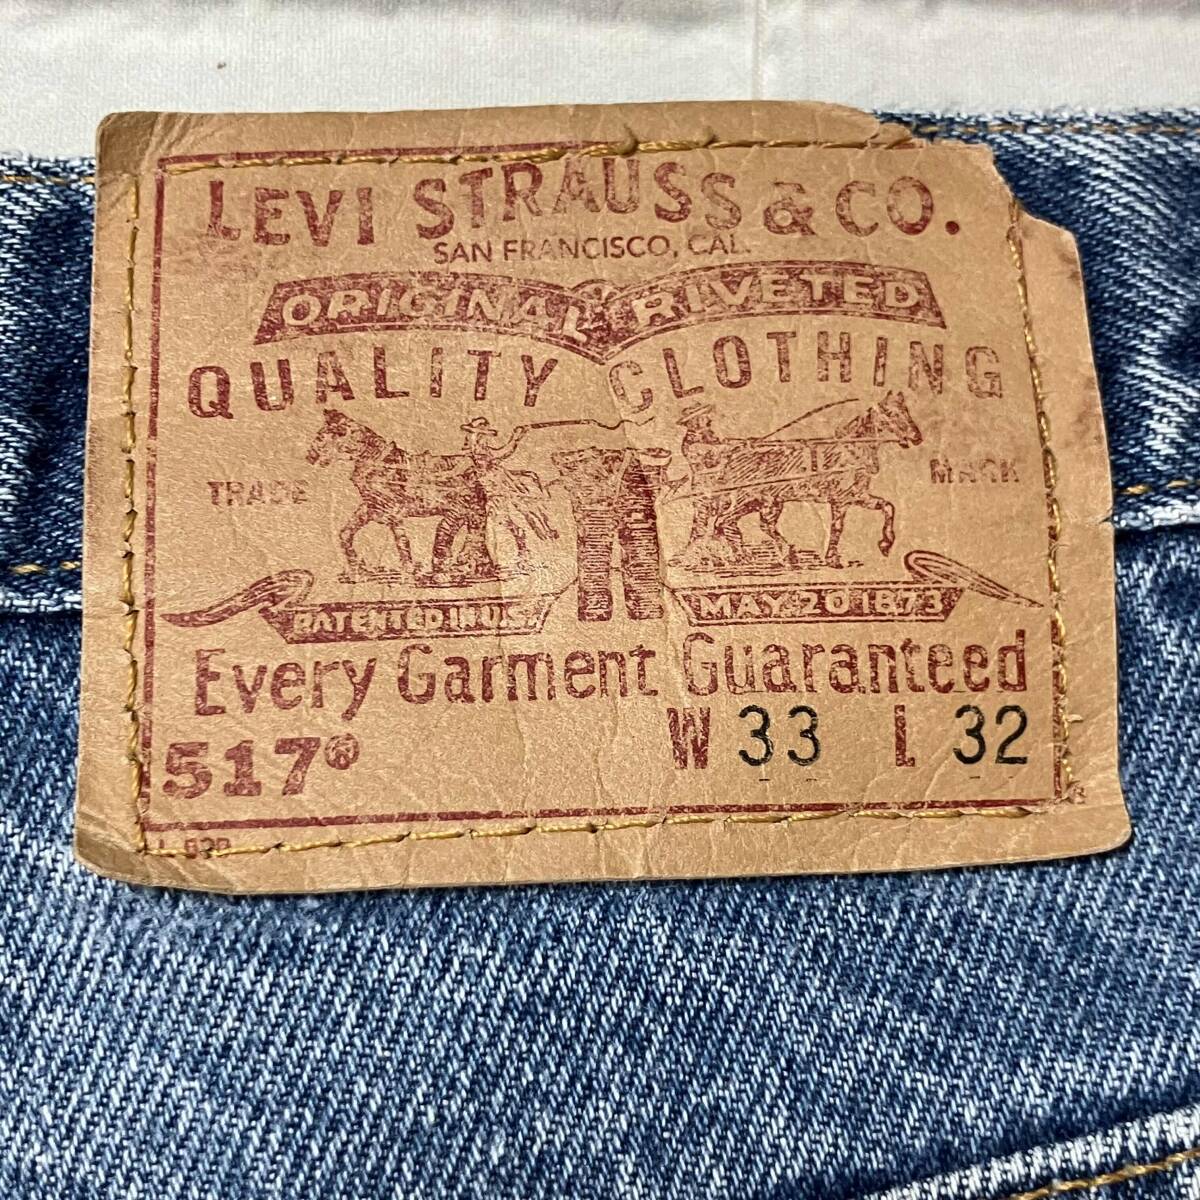 LEVI STRAUSS & CO.
SAN FRANCISCO, CAL.
ORIGINAL RIVETED
QUALITY CLOTHING
TRADE MARK
PATENTED IN U.S. MAY 20 1873
Every Garment Guaranteed
517® W 33 L 32